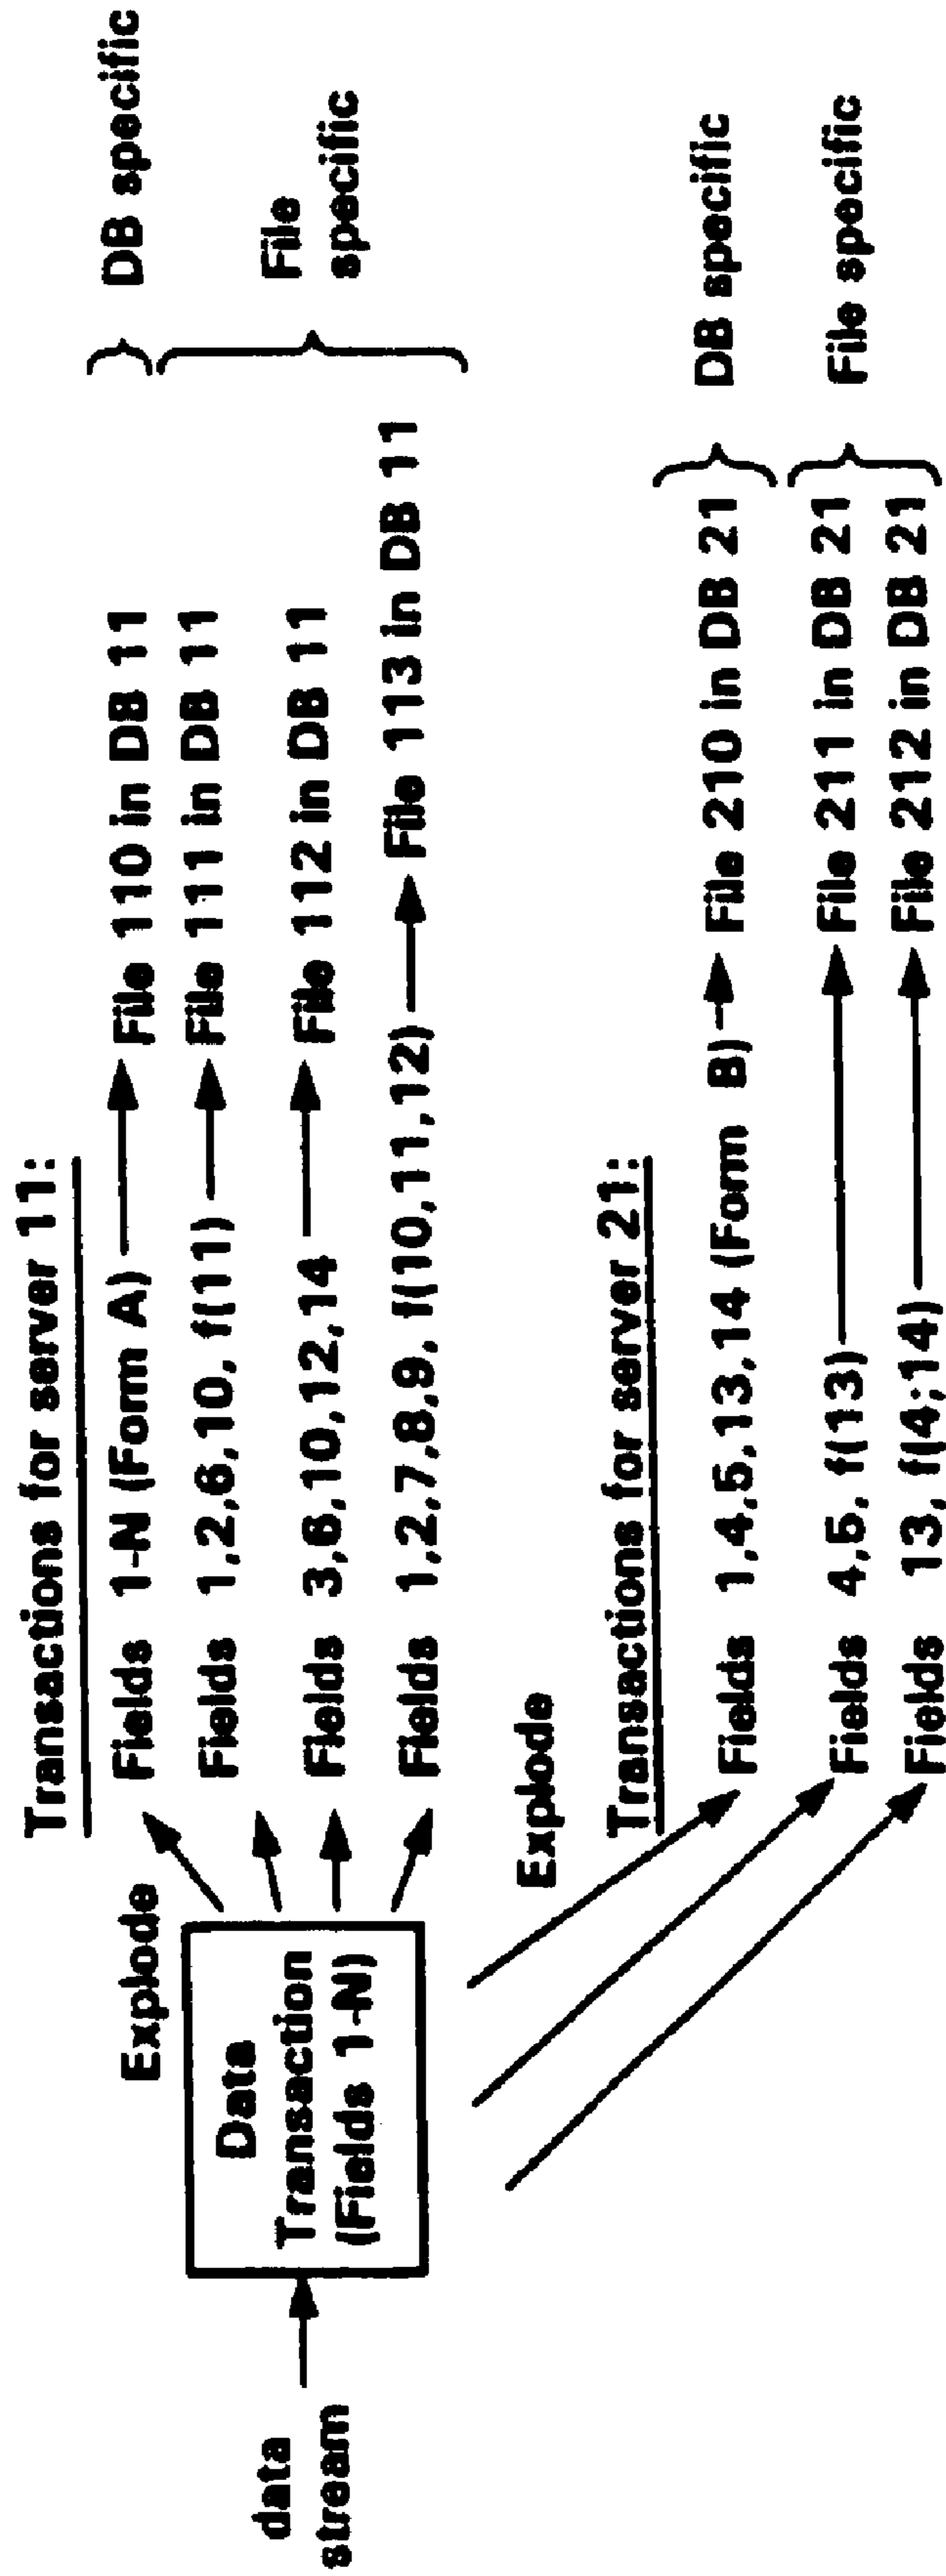 data
stream
Data
Transaction
(Fields 1-N)
Explode
Transactions for server 11:
Fields 1-N (Form A) File 110 in DB 11 DB specific
Fields 1,2,6,10, f(11) File 111 in DB 11
Fields 3,6,10,12,14 File 112 in DB 11
Fields 1,2,7,8,9, f(10,11,12) File 113 in DB 11
File
specific
Explode
Transactions for server 21:
Fields 1,4,5,13,14 (Form B) File 210 in DB 21 DB specific
Fields 4,5, f(13) File 211 in DB 21 File specific
Fields 13, f(4;14) File 212 in DB 21